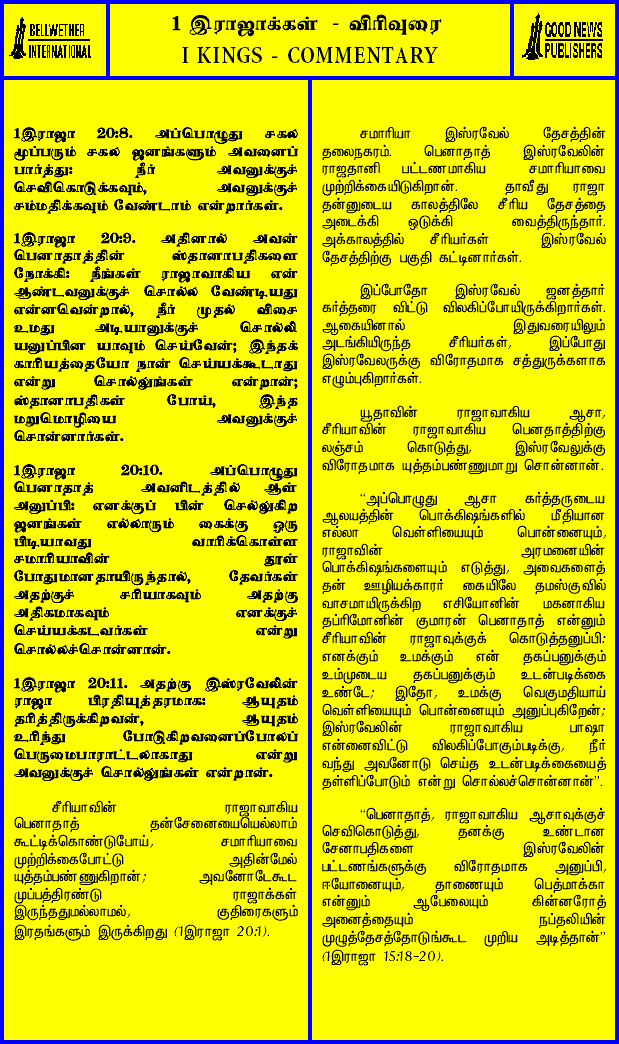 BELLWETHER
INTERNATIONAL
1 இராஜாக்கள் - விரிவுரை
I KINGS - COMMENTARY
GOOD NEWS
PUBLISHERS
1இராஜா 20:8. அப்பொழுது சகல
மூப்பரும் சகல ஜனங்களும் அவனைப்
பார்த்து: நீர் அவனுக்குச்
செவிகொடுக்கவும், அவனுக்குச்
சம்மதிக்கவும் வேண்டாம் என்றார்கள்.
1இராஜா 20:9. அதினால் அவன்
பெனாதாத்தின் ஸ்தானாபதிகளை
நோக்கி: நீங்கள் ராஜாவாகிய என்
ஆண்டவனுக்குச் சொல்ல வேண்டியது
என்னவென்றால், நீர் முதல் விசை
உமது அடியானுக்குச் சொல்லி
யனுப்பின யாவும் செய்வேன்; இந்தக்
காரியத்தையோ நான் செய்யக்கூடாது
என்று சொல்லுங்கள் என்றான்;
ஸ்தானாபதிகள் போய், இந்த
மறுமொழியை அவனுக்குச்
சொன்னார்கள்.
1இராஜா 20:10. அப்பொழுது
பெனாதாத் அவனிடத்தில் ஆள்
அனுப்பி: எனக்குப் பின் செல்லுகிற
ஜனங்கள் எல்லாரும் கைக்கு ஒரு
பிடியாவது வாரிக்கொள்ள
சமாரியாவின் தூள்
போதுமானதாயிருந்தால், தேவர்கள்
அதற்குச் சரியாகவும் அதற்கு
அதிகமாகவும் எனக்குச்
செய்யக்கடவர்கள் என்று
சொல்லச்சொன்னான்.
1இராஜா 20:11. அதற்கு இஸ்ரவேலின்
ராஜா பிரதியுத்தரமாக: ஆயுதம்
தரித்திருக்கிறவன், ஆயுதம்
உரிந்து போடுகிறவனைப்போலப்
பெருமைபாராட்டலாகாது என்று
அவனுக்குச் சொல்லுங்கள் என்றான்.
சீரியாவின் ராஜாவாகிய
பெனாதாத் தன்சேனையையெல்லாம்
கூட்டிக்கொண்டுபோய், சமாரியாவை
முற்றிக்கைபோட்டு அதின்மேல்
யுத்தம்பண்ணுகிறான்; அவனோடேகூட
முப்பத்திரண்டு ராஜாக்கள்
இருந்ததுமல்லாமல், குதிரைகளும்
இரதங்களும் இருக்கிறது (1இராஜா 20:1).
சமாரியா இஸ்ரவேல் தேசத்தின்
தலைநகரம். பெனாதாத் இஸ்ரவேலின்
ராஜதானி பட்டணமாகிய சமாரியாவை
முற்றிக்கையிடுகிறான். தாவீது ராஜா
தன்னுடைய காலத்திலே சீரிய தேசத்தை
அடைக்கி ஒடுக்கி வைத்திருந்தார்.
அக்காலத்தில் சீரியர்கள் இஸ்ரவேல்
தேசத்திற்கு பகுதி கட்டினார்கள்.
இப்போதோ இஸ்ரவேல் ஜனத்தார்
கர்த்தரை விட்டு விலகிப்போயிருக்கிறார்கள்.
ஆகையினால் இதுவரையிலும்
அடங்கியிருந்த சீரியர்கள், இப்போது
இஸ்ரவேலருக்கு விரோதமாக சத்துருக்களாக
எழும்புகிறார்கள்.
யூதாவின் ராஜாவாகிய ஆசா,
சீரியாவின் ராஜாவாகிய பெனதாத்திற்கு
லஞ்சம் கொடுத்து, இஸ்ரவேலுக்கு
விரோதமாக யுத்தம்பண்ணுமாறு சொன்னான்.
“அப்பொழுது ஆசா கர்த்தருடைய
ஆலயத்தின் பொக்கிஷங்களில் மீதியான
எல்லா வெள்ளியையும் பொன்னையும்,
ராஜாவின் அரமனையின்
பொக்கிஷங்களையும் எடுத்து, அவைகளைத்
தன் ஊழியக்காரர் கையிலே தமஸ்குவில்
வாசமாயிருக்கிற எசியோனின் மகனாகிய
தப்ரிமோனின் குமாரன் பெனாதாத் என்னும்
சீரியாவின் ராஜாவுக்குக் கொடுத்தனுப்பி:
எனக்கும் உமக்கும் என் தகப்பனுக்கும்
உம்முடைய தகப்பனுக்கும் உடன்படிக்கை
உண்டே; இதோ, உமக்கு வெகுமதியாய்
வெள்ளியையும் பொன்னையும் அனுப்புகிறேன்;
இஸ்ரவேலின் ராஜாவாகிய பாஷா
என்னைவிட்டு விலகிப்போகும்படிக்கு, நீர்
வந்து அவனோடு செய்த உடன்படிக்கையைத்
தள்ளிப்போடும் என்று சொல்லச்சொன்னான்”.
“பெனாதாத், ராஜாவாகிய ஆசாவுக்குச்
செவிகொடுத்து, தனக்கு உண்டான
சேனாபதிகளை இஸ்ரவேலின்
பட்டணங்களுக்கு விரோதமாக அனுப்பி,
ஈயோனையும், தாணையும் பெத்மாக்கா
என்னும் ஆபேலையும் கின்னரோத்
அனைத்தையும் நப்தலியின்
முழுத்தேசத்தோடுங்கூட முறிய அடித்தான்”
(1இராஜா 15:18-20).